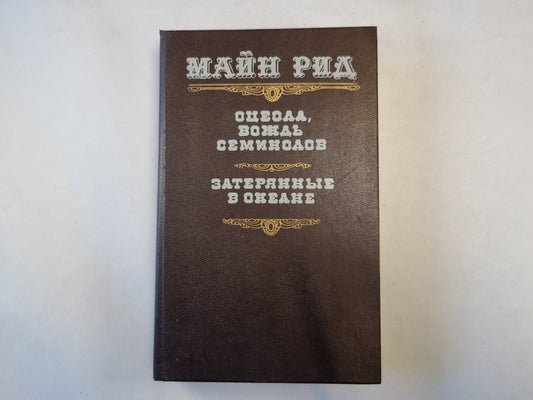 МАЙН РИД
ОЦЕОЛА,
ВОЖДЬ
СЕМИНОЛОВ
ЗАТЕРЯННЫЕ
В ОКЕАНЕ